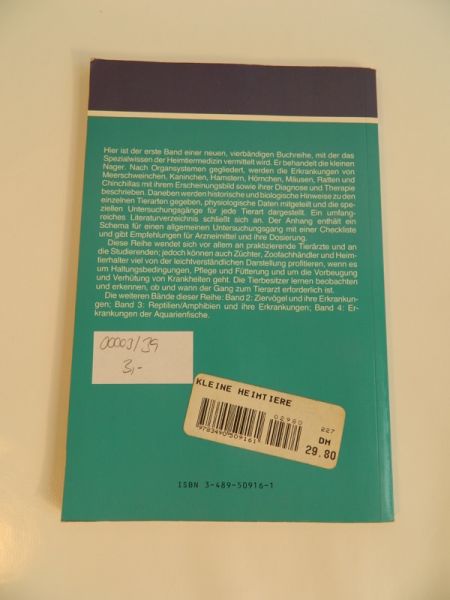 Hier ist der erste Band einer neuen, vierbändigen Buchreihe, mit der das
Spezialwissen der Heimtiermedizin vermittelt wird. Er behandelt die kleinen
Nager. Nach Organsystemen gegliedert, werden die Erkrankungen von
Meerschweinchen, Kaninchen, Hamstern, Hörnchen, Mäusen, Ratten und
Chinchillas mit ihrem Erscheinungsbild sowie ihrer Diagnose und Therapie
beschrieben. Daneben werden historische und biologische Hinweise zu den
einzelnen Tierarten gegeben, physiologische Daten mitgeteilt und die spe-
ziellen Untersuchungsgänge für jede Tierart dargestellt. Ein umfang-
reiches Literaturverzeichnis schließt sich an. Der Anhang enthält ein
Schema für einen allgemeinen Untersuchungsgang mit einer Checkliste
und gibt Empfehlungen für Arzneimittel und ihre Dosierung.
Diese Reihe wendet sich vor allem an praktizierende Tierärzte und an
die Studierenden; jedoch können auch Züchter, Zoofachhändler und Heim-
tierhalter viel von der leichtverständlichen Darstellung profitieren, wenn es
um Haltungsbedingungen, Pflege und Fütterung und um die Vorbeugung
und Verhütung von Krankheiten geht. Die Tierbesitzer lernen beobachten
und erkennen, ob und wann der Gang zum Tierarzt erforderlich ist.
Die weiteren Bände dieser Reihe: Band 2: Ziervögel und ihre Erkrankun-
gen; Band 3: Reptilien/Amphibien und ihre Erkrankungen; Band 4: Er-
krankungen der Aquarienfische.
00003/39
3,-
KLEINE HEIMTIERE
02980
227
9783490509161
DM
29.80
ISBN 3-489-50916-1